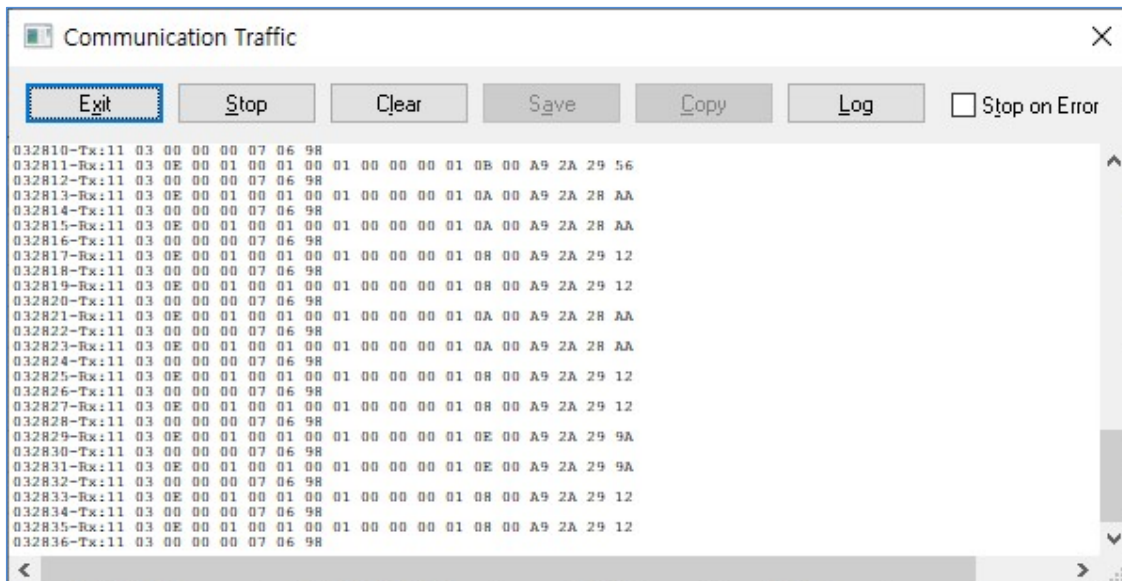 Communication Traffic
Exit Stop Clear Save Copy Log Stop on Error
032810-Tx:11 03 00 00 00 07 06 98
032811-Rx:11 03 0E 00 01 00 01 00 01 00 00 00 01 0B 00 A9 2A 29 56
032812-Tx:11 03 00 00 00 07 06 98
032813-Rx:11 03 0E 00 01 00 01 00 01 00 00 00 01 0A 00 A9 2A 28 AA
032814-Tx:11 03 00 00 00 07 06 98
032815-Rx:11 03 0E 00 01 00 01 00 01 00 00 00 01 0A 00 A9 2A 28 AA
032816-Tx:11 03 00 00 00 07 06 98
032817-Rx:11 03 0E 00 01 00 01 00 01 00 00 00 01 08 00 A9 2A 29 12
032818-Tx:11 03 00 00 00 07 06 98
032819-Rx:11 03 0E 00 01 00 01 00 01 00 00 00 01 08 00 A9 2A 29 12
032820-Tx:11 03 00 00 00 07 06 98
032821-Rx:11 03 0E 00 01 00 01 00 01 00 00 00 01 0A 00 A9 2A 28 AA
032822-Tx:11 03 00 00 00 07 06 98
032823-Rx:11 03 0E 00 01 00 01 00 01 00 00 00 01 0A 00 A9 2A 28 AA
032824-Tx:11 03 00 00 00 07 06 98
032825-Rx:11 03 0E 00 01 00 01 00 01 00 00 00 01 08 00 A9 2A 29 12
032826-Tx:11 03 00 00 00 07 06 98
032827-Rx:11 03 0E 00 01 00 01 00 01 00 00 00 01 08 00 A9 2A 29 12
032828-Tx:11 03 00 00 00 07 06 98
032829-Rx:11 03 0E 00 01 00 01 00 01 00 00 00 01 0E 00 A9 2A 29 9A
032830-Tx:11 03 00 00 00 07 06 98
032831-Rx:11 03 0E 00 01 00 01 00 01 00 00 00 01 0E 00 A9 2A 29 9A
032832-Tx:11 03 00 00 00 07 06 98
032833-Rx:11 03 0E 00 01 00 01 00 01 00 00 00 01 08 00 A9 2A 29 12
032834-Tx:11 03 00 00 00 07 06 98
032835-Rx:11 03 0E 00 01 00 01 00 01 00 00 00 01 08 00 A9 2A 29 12
032836-Tx:11 03 00 00 00 07 06 98